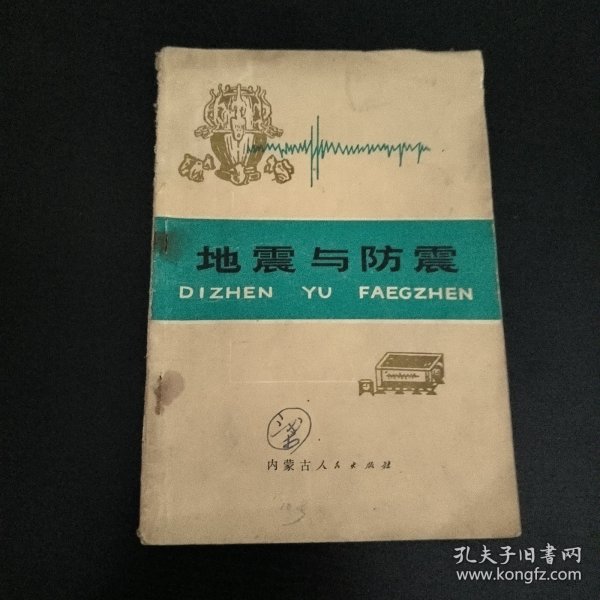 地震与防震
DIZHEN YU FAEGZHEN
梁
内蒙古人民出版社
孔夫子旧书网
www.kongfz.com